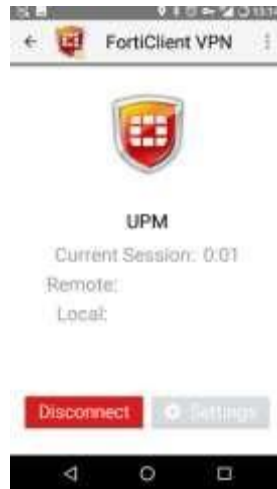 FortiClient VPN
UPM
Current Session: 0:01
Remote:
Local:
Disconnect Settings